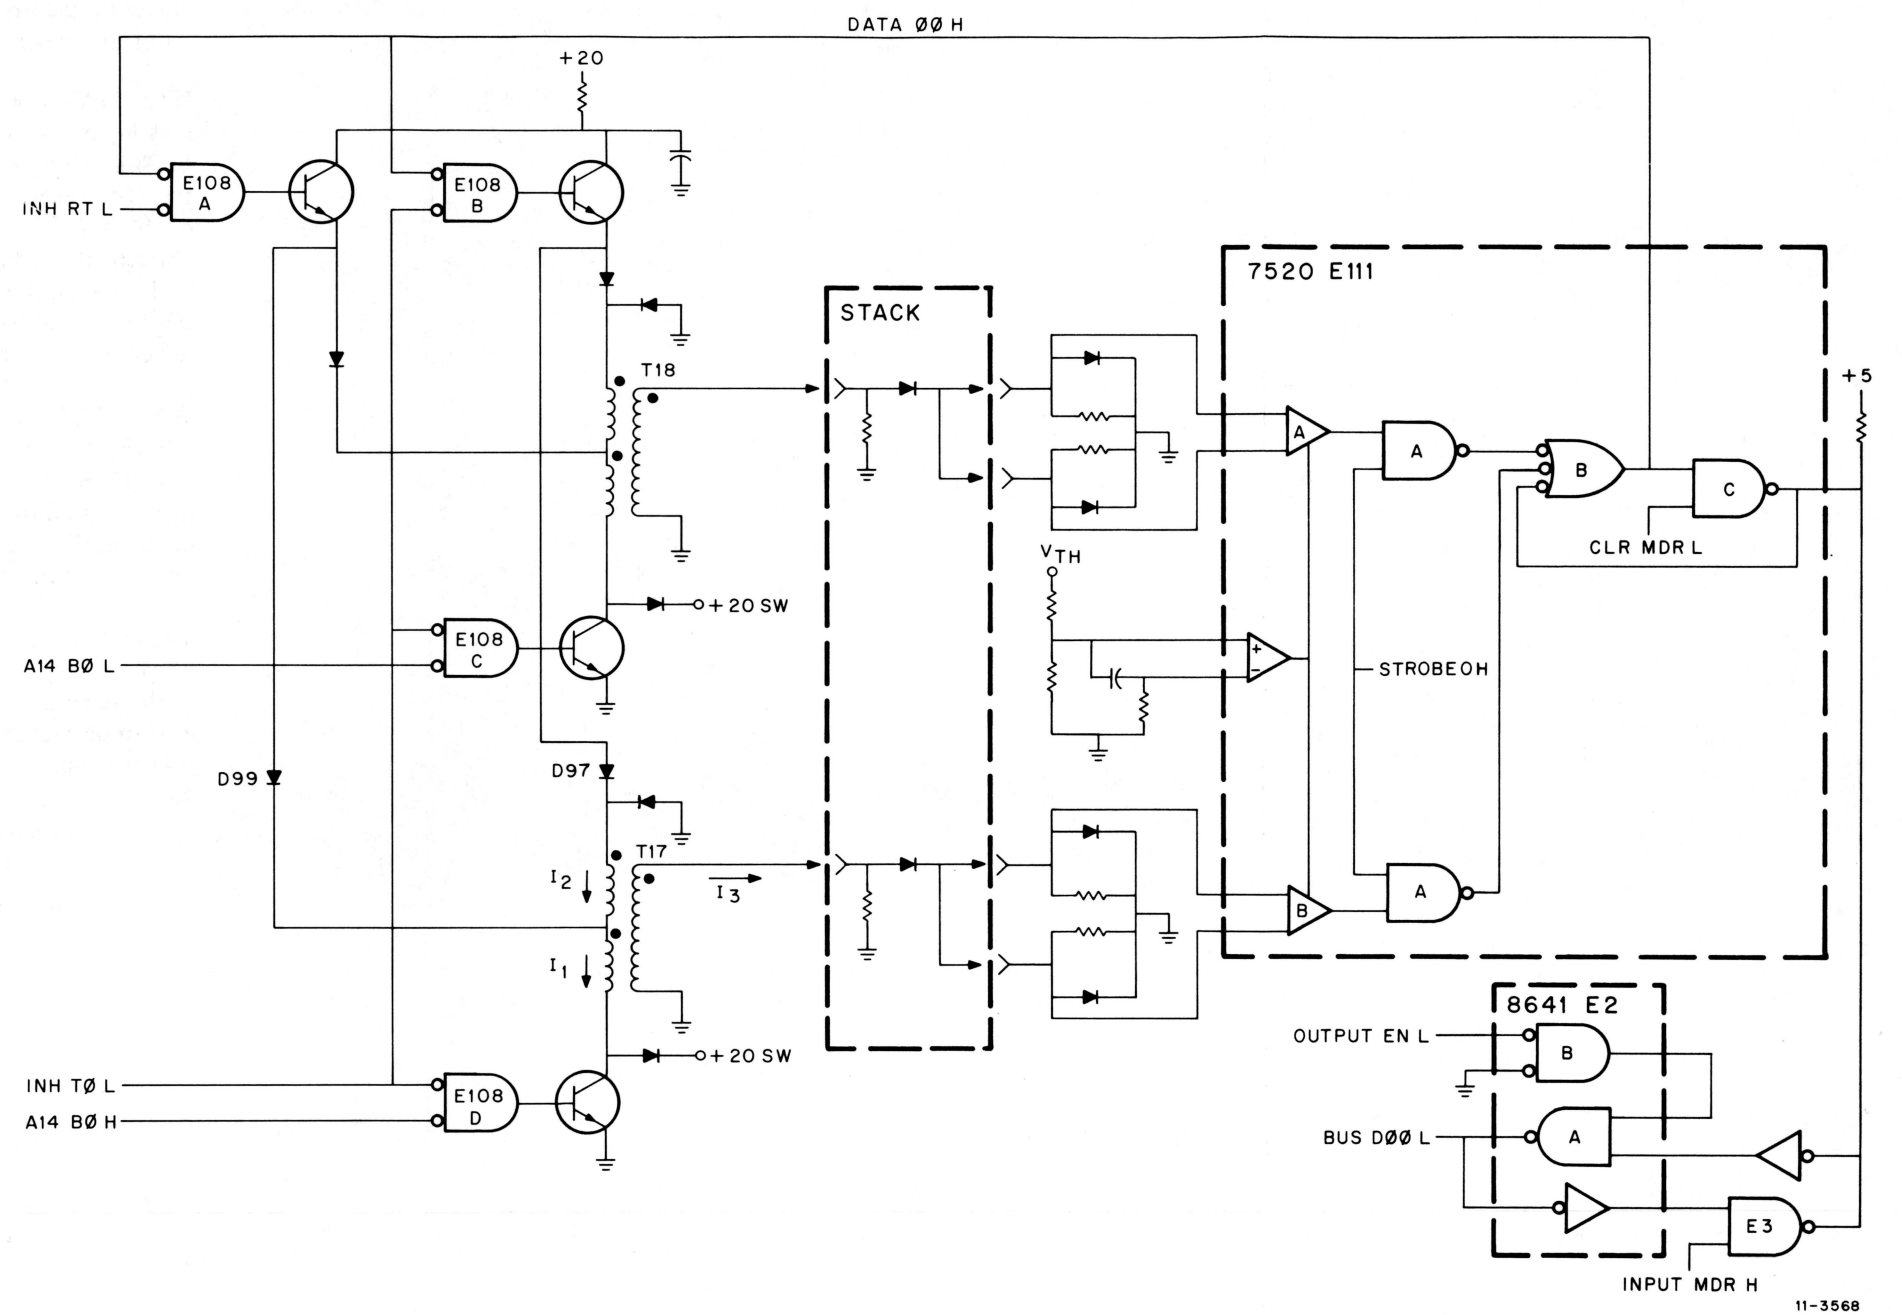 DATA ØØ H
+20
E108
A
E108
B
INH RT L
7520 E111
STACK
T18
+5
A
A
B
C
CLR MDR L
V TH
+20 SW
E108
C
A14 BØ L
+
-
STROBE0H
D99
D97
T17
I2
I3
B
A
I1
8641 E2
OUTPUT EN L
B
+20 SW
INH TØ L
E108
D
A14 BØ H
BUS DØØ L
A
E3
INPUT MDR H
11-3568